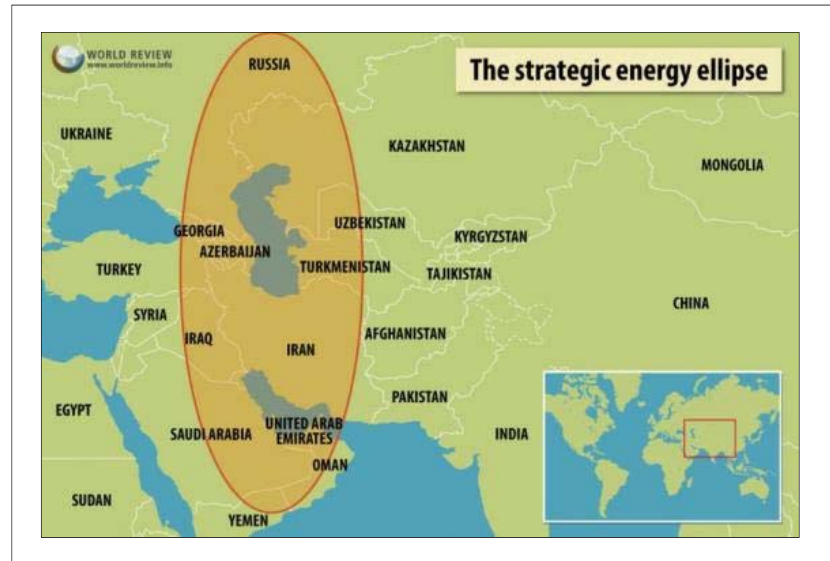 WORLD REVIEW
www.worldreview.info
The strategic energy ellipse
RUSSIA
UKRAINE
KAZAKHSTAN
MONGOLIA
GEORGIA
UZBEKISTAN
KYRGYZSTAN
AZERBAIJAN
TURKEY
TURKMENISTAN
TAJIKISTAN
CHINA
SYRIA
IRAQ
IRAN
AFGHANISTAN
PAKISTAN
EGYPT
SAUDI ARABIA
UNITED ARAB
EMIRATES
INDIA
OMAN
SUDAN
YEMEN